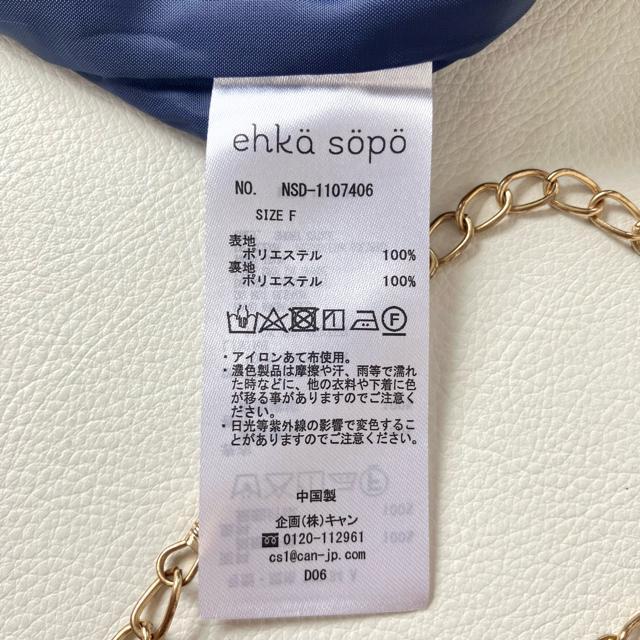 ehkä söpö
NO. NSD-1107406
SIZE F
表地
ポリエステル 100%
裏地
ポリエステル 100%
・アイロンあて布使用。
・濃色製品は摩擦や汗、雨等で濡れ
た時などに、他の衣料や下着に色
が移る事がありますのでご注意く
ださい。
・日光等紫外線の影響で変色するこ
とがありますのでご注意ください。
中国製
企画(株)キャン
0120-112961
cs1@can-jp.com
D06